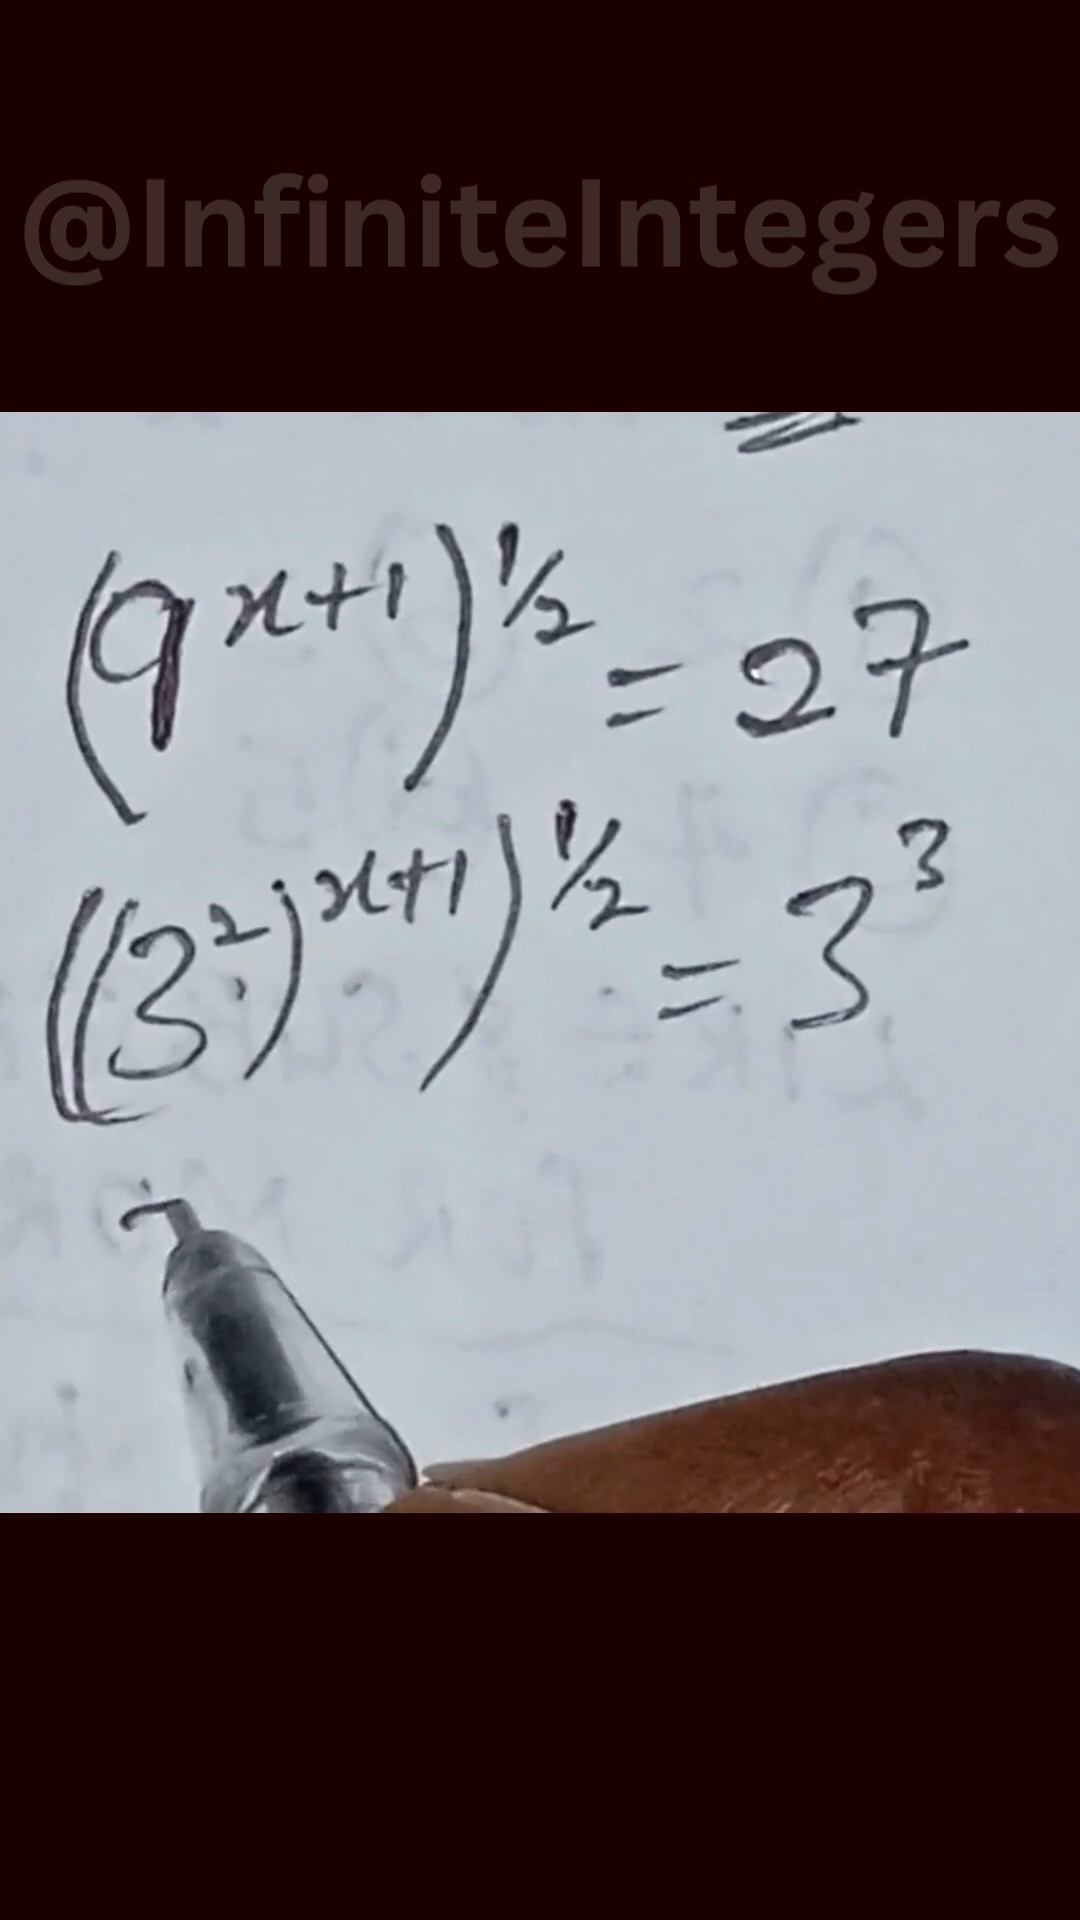 @InfiniteIntegers
(9^{x+1})^{1/2} = 27
((3^2)^{x+1})^{1/2} = 3^3